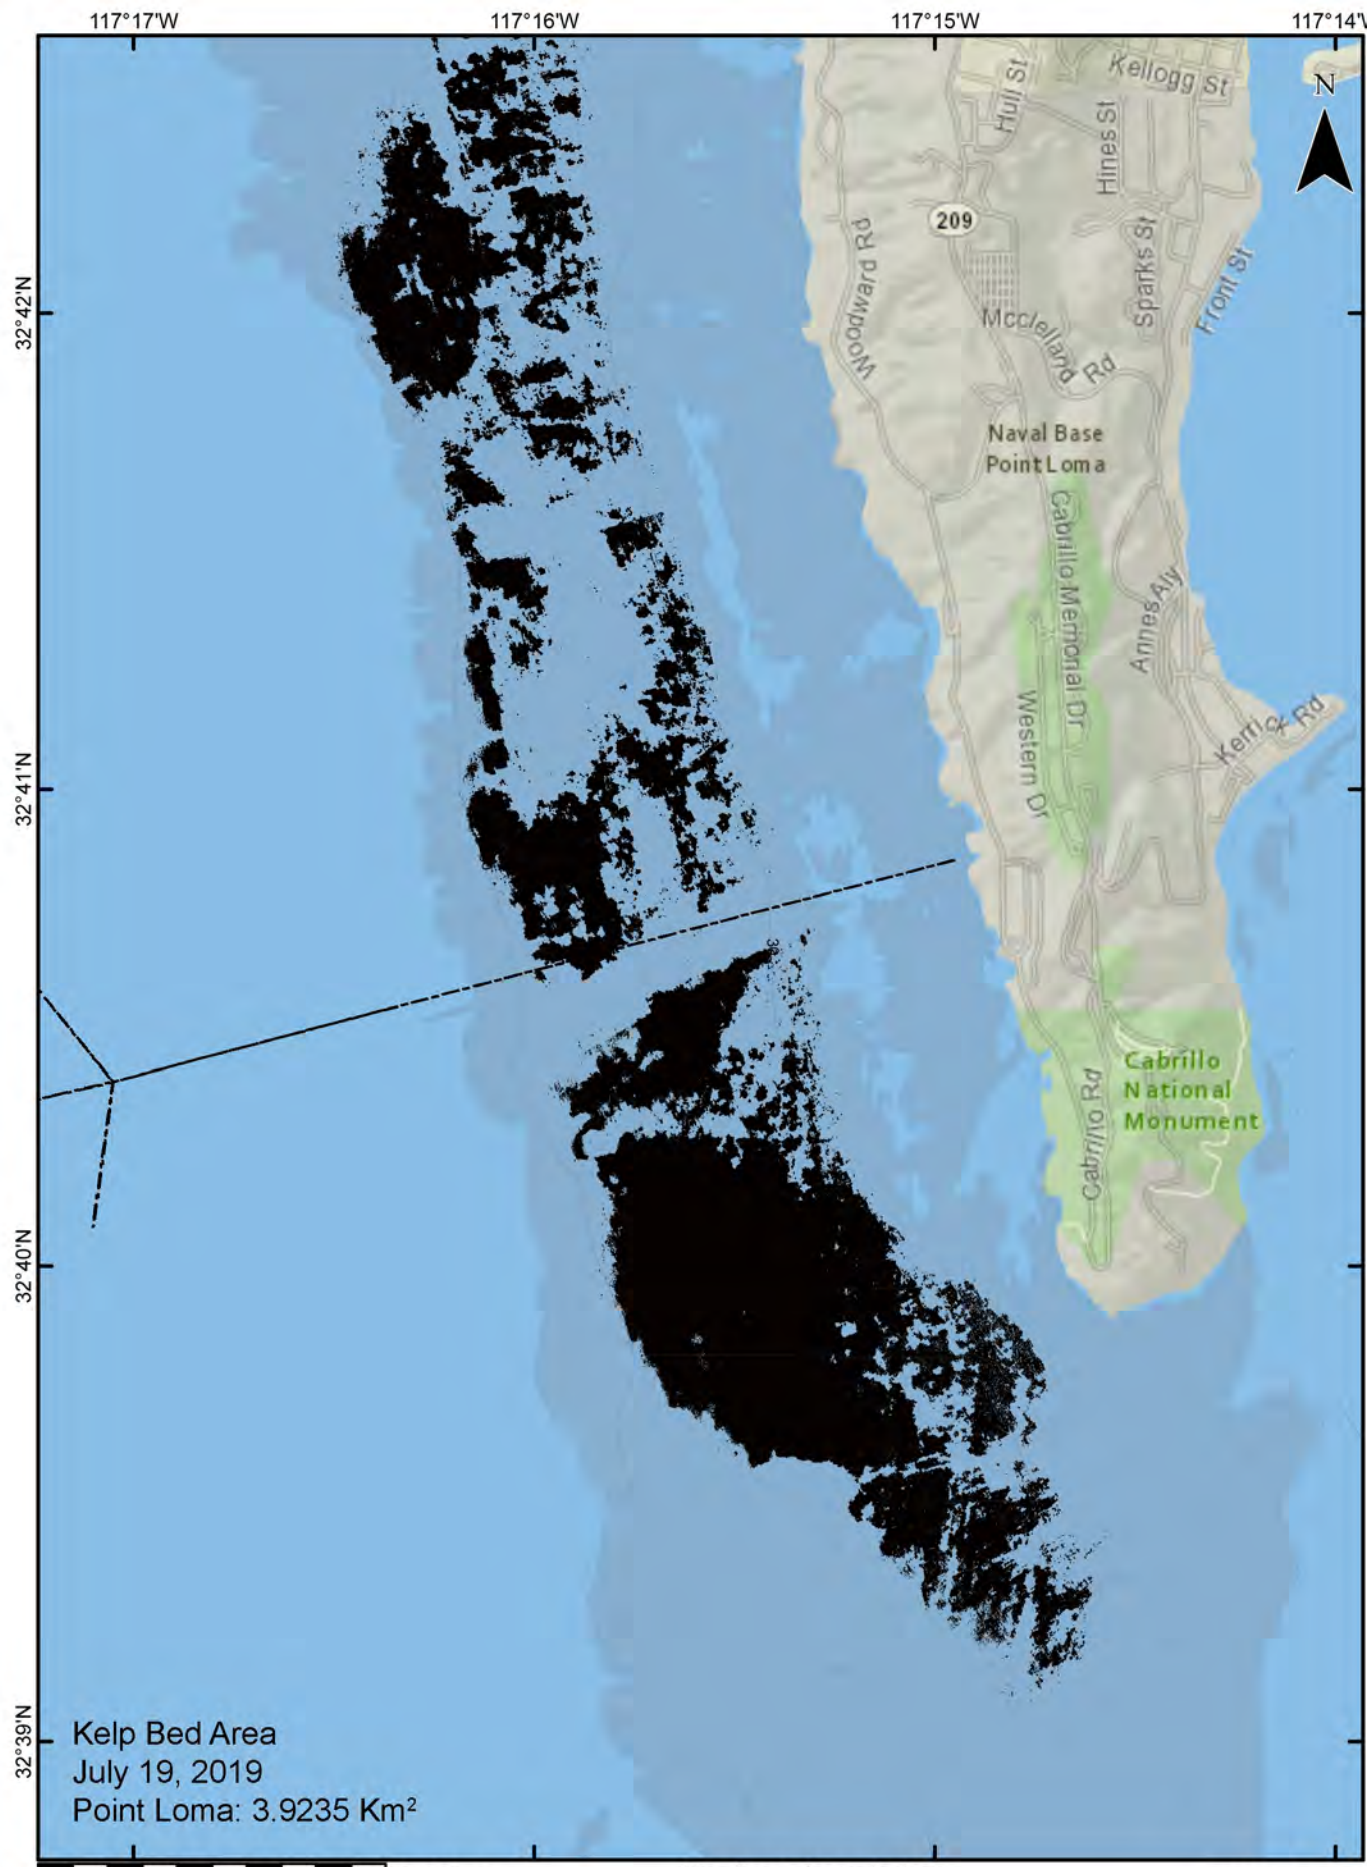 117°17'W 117°16'W 117°15'W 117°14'
N
Kellogg St
Hull St
Hines St
209
Woodward Rd
Sparks St
Front St
32°42'N
Mcclelland Rd
Naval Base
Point Loma
Cabrillo Memorial Dr
Annes Aly
Western Dr
Kerrick Rd
32°41'N
Cabrillo
National
Monument
Cabrillo Rd
32°40'N
32°39'N
Kelp Bed Area
July 19, 2019
Point Loma: 3.9235 Km²